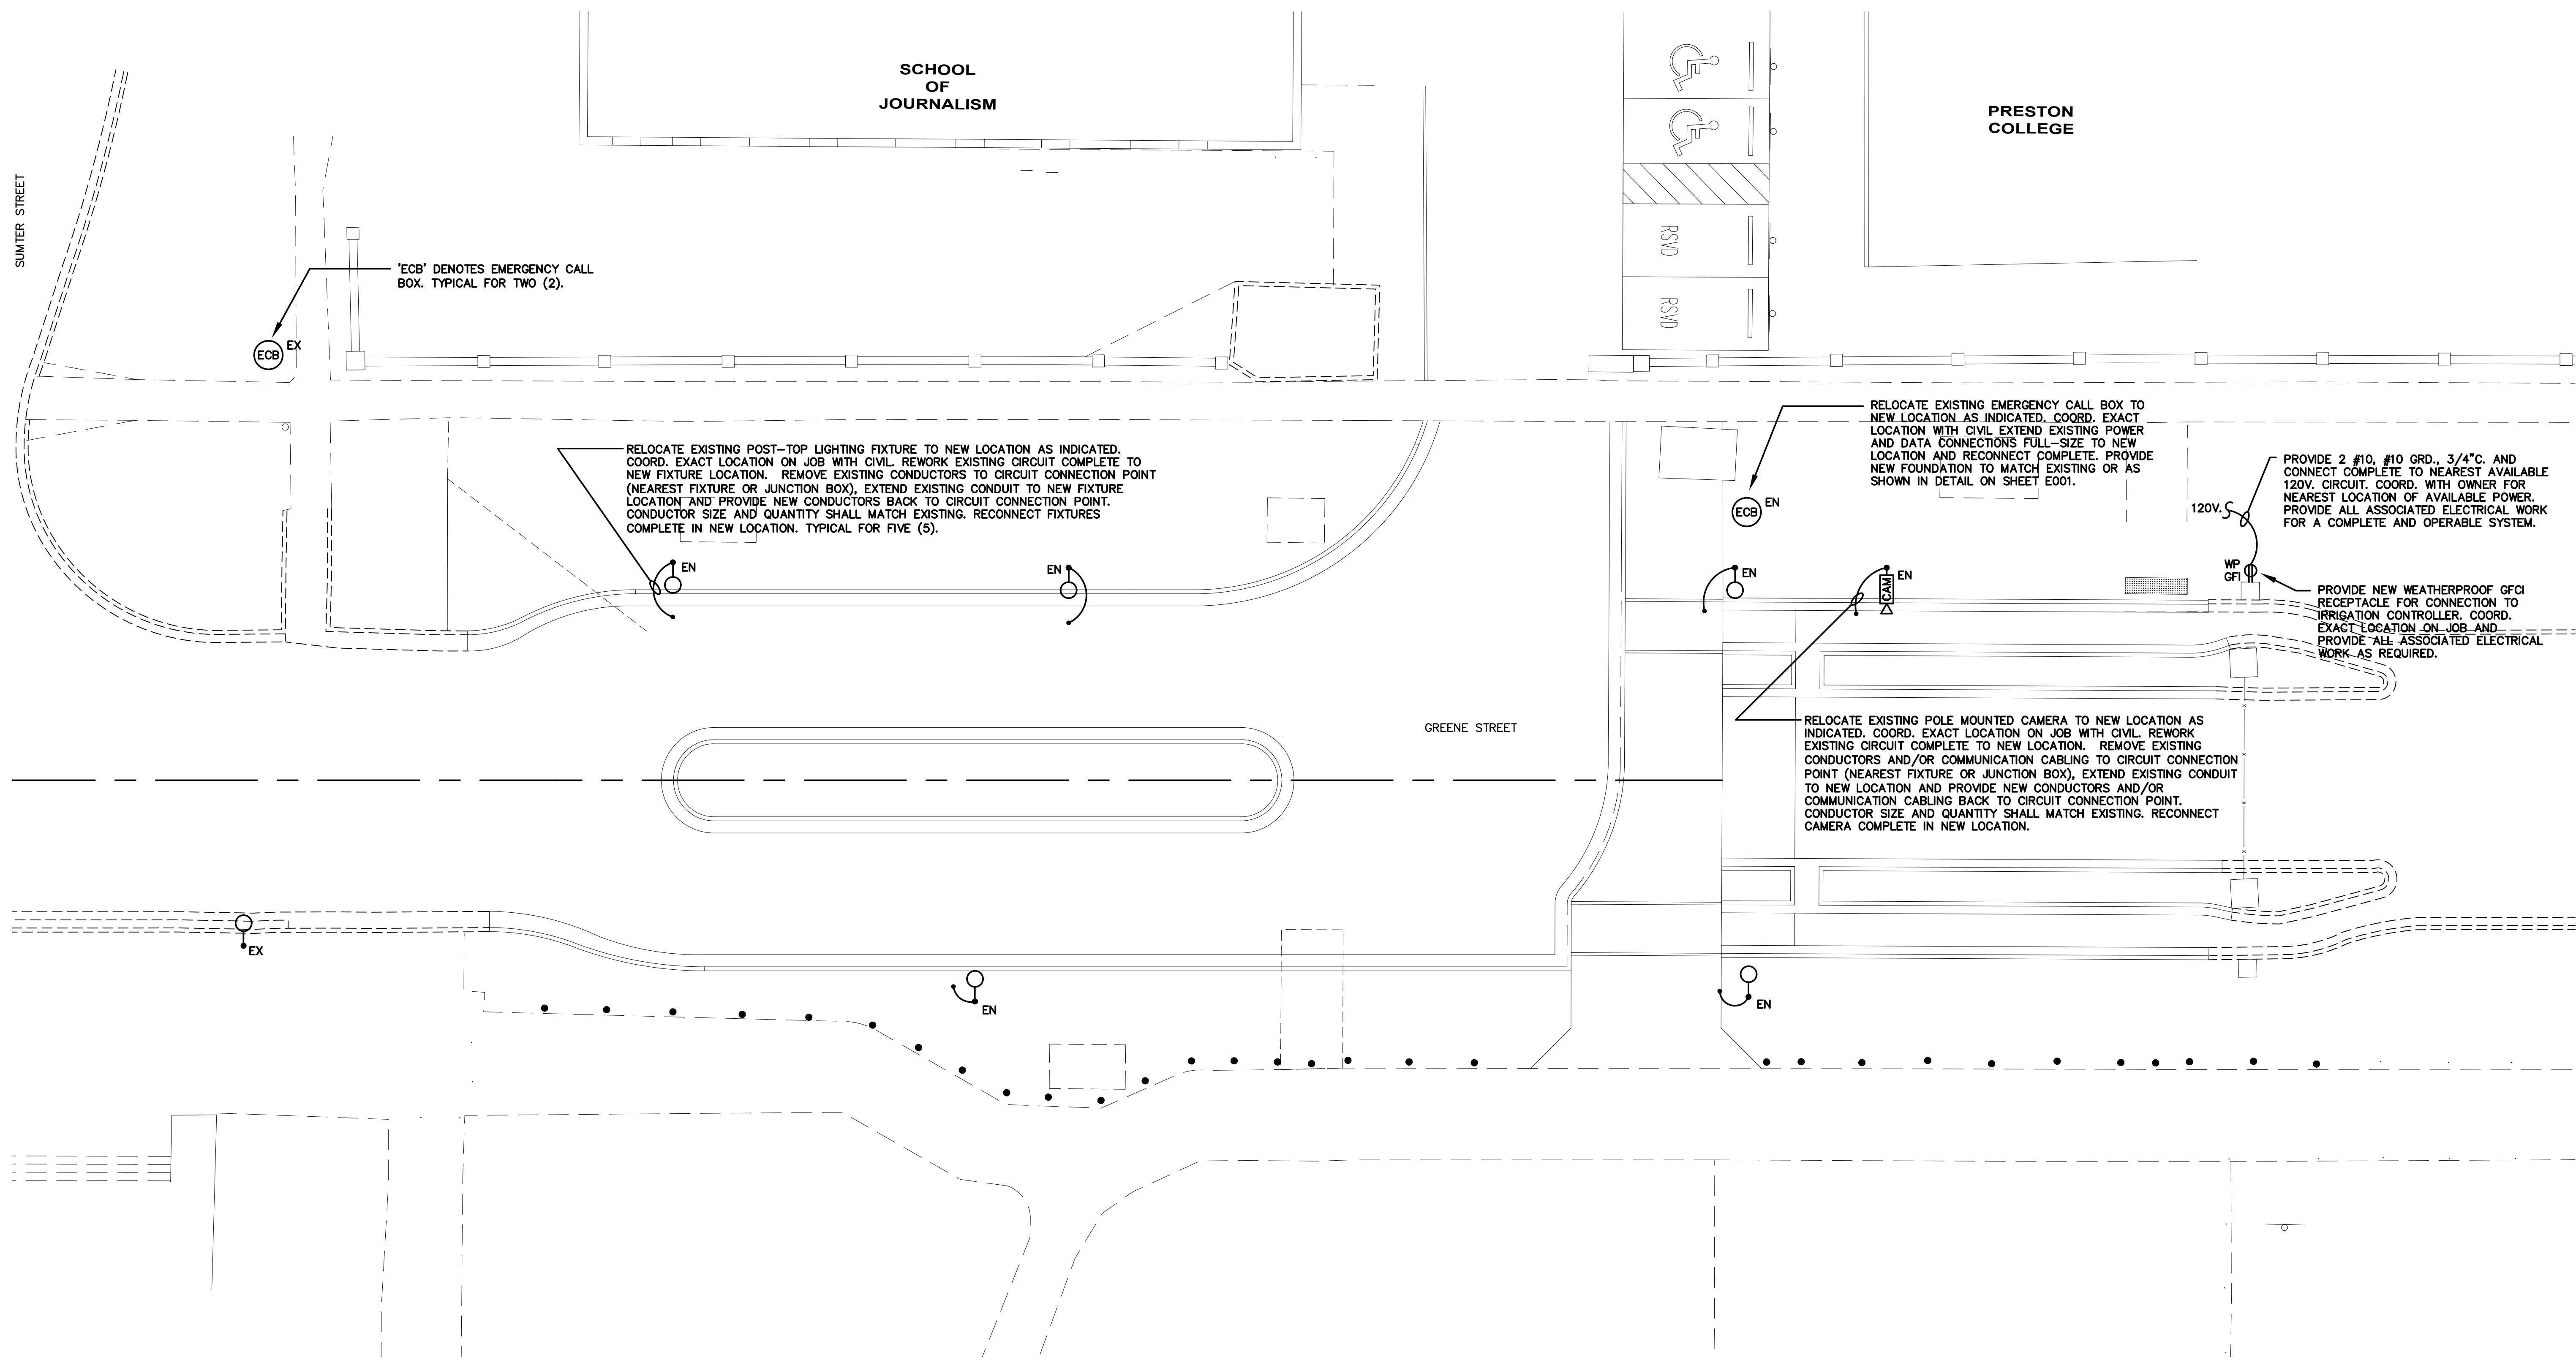 SCHOOL
OF
JOURNALISM
PRESTON
COLLEGE
SUMTER STREET
RSVD
RSVD
'ECB' DENOTES EMERGENCY CALL
BOX. TYPICAL FOR TWO (2).
ECB
EX
RELOCATE EXISTING POST-TOP LIGHTING FIXTURE TO NEW LOCATION AS INDICATED.
COORD. EXACT LOCATION ON JOB WITH CIVIL. REWORK EXISTING CIRCUIT COMPLETE TO
NEW FIXTURE LOCATION. REMOVE EXISTING CONDUCTORS TO CIRCUIT CONNECTION POINT
(NEAREST FIXTURE OR JUNCTION BOX), EXTEND EXISTING CONDUIT TO NEW FIXTURE
LOCATION AND PROVIDE NEW CONDUCTORS BACK TO CIRCUIT CONNECTION POINT.
CONDUCTOR SIZE AND QUANTITY SHALL MATCH EXISTING. RECONNECT FIXTURES
COMPLETE IN NEW LOCATION. TYPICAL FOR FIVE (5).
RELOCATE EXISTING EMERGENCY CALL BOX TO
NEW LOCATION AS INDICATED. COORD. EXACT
LOCATION WITH CIVIL EXTEND EXISTING POWER
AND DATA CONNECTIONS FULL-SIZE TO NEW
LOCATION AND RECONNECT COMPLETE. PROVIDE
NEW FOUNDATION TO MATCH EXISTING OR AS
SHOWN IN DETAIL ON SHEET E001.
ECB
EN
PROVIDE 2 #10, #10 GRD., 3/4"C. AND
CONNECT COMPLETE TO NEAREST AVAILABLE
120V. CIRCUIT. COORD. WITH OWNER FOR
NEAREST LOCATION OF AVAILABLE POWER.
PROVIDE ALL ASSOCIATED ELECTRICAL WORK
FOR A COMPLETE AND OPERABLE SYSTEM.
120V.
EN
EN
EN
CAM
EN
WP
GFI
PROVIDE NEW WEATHERPROOF GFCI
RECEPTACLE FOR CONNECTION TO
IRRIGATION CONTROLLER. COORD.
EXACT LOCATION ON JOB AND
PROVIDE ALL ASSOCIATED ELECTRICAL
WORK AS REQUIRED.
GREENE STREET
RELOCATE EXISTING POLE MOUNTED CAMERA TO NEW LOCATION AS
INDICATED. COORD. EXACT LOCATION ON JOB WITH CIVIL. REWORK
EXISTING CIRCUIT COMPLETE TO NEW LOCATION. REMOVE EXISTING
CONDUCTORS AND/OR COMMUNICATION CABLING TO CIRCUIT CONNECTION
POINT (NEAREST FIXTURE OR JUNCTION BOX), EXTEND EXISTING CONDUIT
TO NEW LOCATION AND PROVIDE NEW CONDUCTORS AND/OR
COMMUNICATION CABLING BACK TO CIRCUIT CONNECTION POINT.
CONDUCTOR SIZE AND QUANTITY SHALL MATCH EXISTING. RECONNECT
CAMERA COMPLETE IN NEW LOCATION.
EX
EN
EN